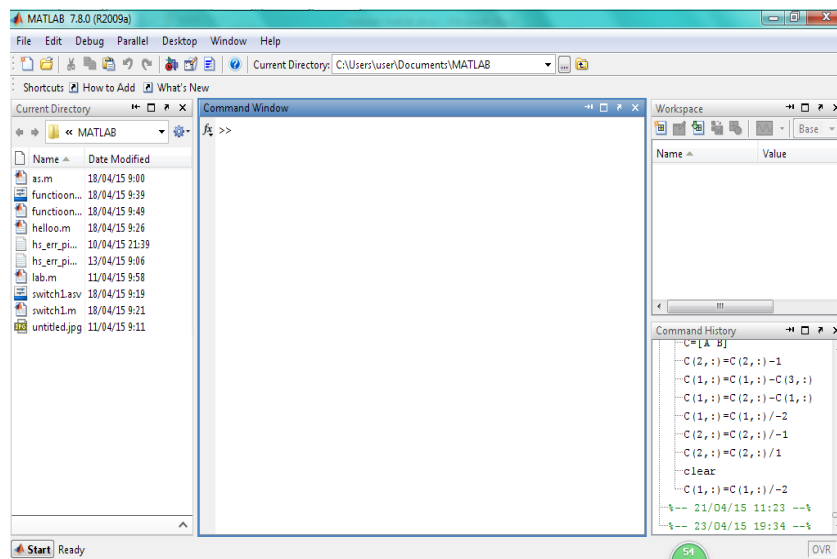 MATLAB 7.8.0 (R2009a)
File Edit Debug Parallel Desktop Window Help
Current Directory: C:\Users\user\Documents\MATLAB
Shortcuts How to Add What's New
Current Directory
« MATLAB
Name Date Modified
as.m 18/04/15 9:00
functioon... 18/04/15 9:39
functioon... 18/04/15 9:49
helloo.m 18/04/15 9:26
hs_err_pi... 10/04/15 21:39
hs_err_pi... 13/04/15 9:06
lab.m 11/04/15 9:58
switch1.asv 18/04/15 9:19
switch1.m 18/04/15 9:21
untitled.jpg 11/04/15 9:11
Command Window
fx >>
Workspace
Base
Name Value
Command History
C=[A B]
C(2,:)=C(2,:)-1
C(1,:)=C(1,:)-C(3,:)
C(1,:)=C(2,:)-C(1,:)
C(1,:)=C(1,:)/-2
C(2,:)=C(2,:)/-1
C(2,:)=C(2,:)/1
clear
C(1,:)=C(1,:)/-2
%-- 21/04/15 11:23 --%
%-- 23/04/15 19:34 --%
Start Ready
54
OVR